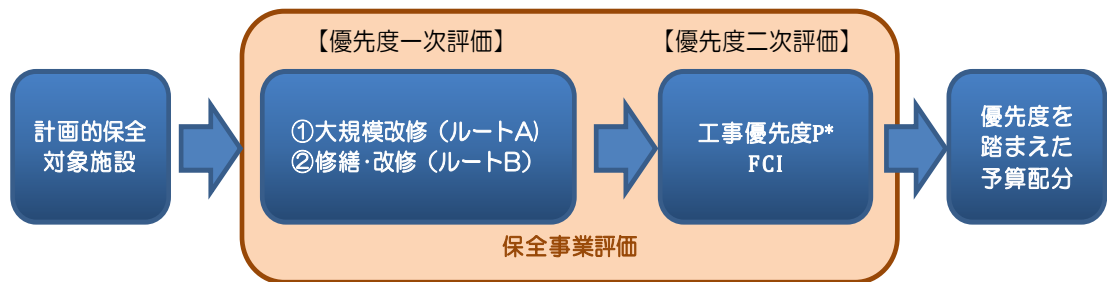 【優先度一次評価】
【優先度二次評価】
計画的保全
対象施設
①大規模改修（ルートA)
②修繕･改修（ルートB）
工事優先度P*
FCI
優先度を
踏まえた
予算配分
保全事業評価